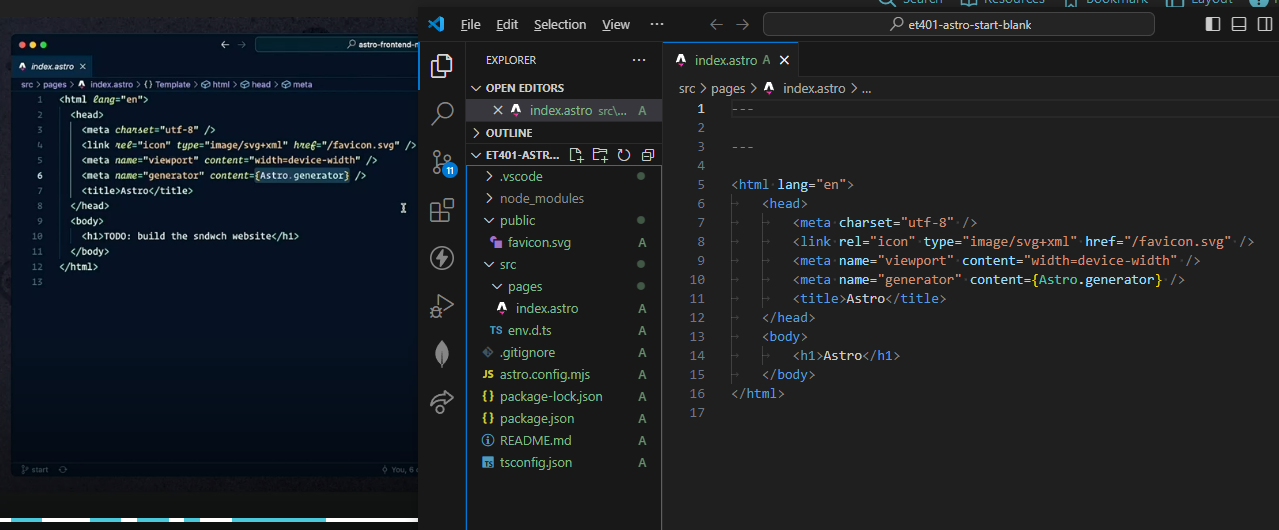 Search
Resources
Bookmark
Layout
astro-frontend-m
index.astro
src > pages > index.astro > {} Template > html > head > meta
1 <html lang="en">
2 <head>
3 <meta charset="utf-8" />
4 <link rel="icon" type="image/svg+xml" href="/favicon.svg" />
5 <meta name="viewport" content="width=device-width" />
6 <meta name="generator" content={Astro.generator} />
7 <title>Astro</title>
8 </head>
9 <body>
10 <h1>TODO: build the sndwch website</h1>
11 </body>
12 </html>
13
start
You, 6
File Edit Selection View ···
et401-astro-start-blank
EXPLORER ···
OPEN EDITORS
index.astro src\... A
OUTLINE
ET401-ASTR...
.vscode
node_modules
public
favicon.svg A
src
pages
index.astro A
TS env.d.ts A
.gitignore A
JS astro.config.mjs A
{} package-lock.json A
{} package.json A
README.md A
TS tsconfig.json A
11
index.astro A
src > pages > index.astro > ...
1 ---
2
3 ---
4
5 <html lang="en">
6 <head>
7 <meta charset="utf-8" />
8 <link rel="icon" type="image/svg+xml" href="/favicon.svg" />
9 <meta name="viewport" content="width=device-width" />
10 <meta name="generator" content={Astro.generator} />
11 <title>Astro</title>
12 </head>
13 <body>
14 <h1>Astro</h1>
15 </body>
16 </html>
17